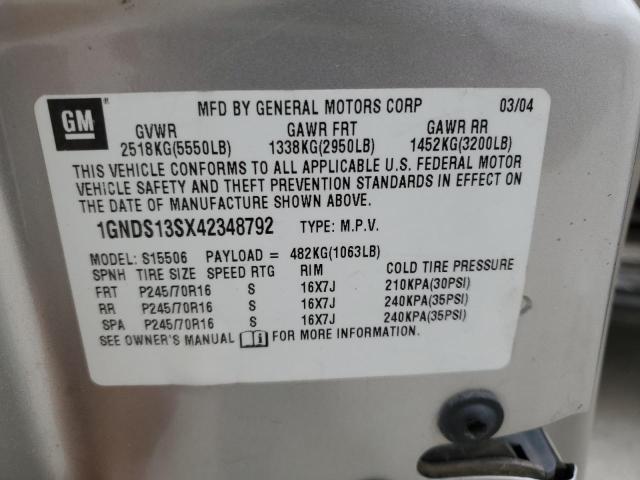 GM ® MFD BY GENERAL MOTORS CORP 03/04
GVWR GAWR FRT GAWR RR
2518KG(5550LB) 1338KG(2950LB) 1452KG(3200LB)
THIS VEHICLE CONFORMS TO ALL APPLICABLE U.S. FEDERAL MOTOR
VEHICLE SAFETY AND THEFT PREVENTION STANDARDS IN EFFECT ON
THE DATE OF MANUFACTURE SHOWN ABOVE.
1GNDS13SX42348792 TYPE: M.P.V.
MODEL: S15506 PAYLOAD = 482KG(1063LB)
SPNH TIRE SIZE SPEED RTG RIM COLD TIRE PRESSURE
FRT P245/70R16 S 16X7J 210KPA(30PSI)
RR P245/70R16 S 16X7J 240KPA(35PSI)
SPA P245/70R16 S 16X7J 240KPA(35PSI)
SEE OWNER'S MANUAL i FOR MORE INFORMATION.